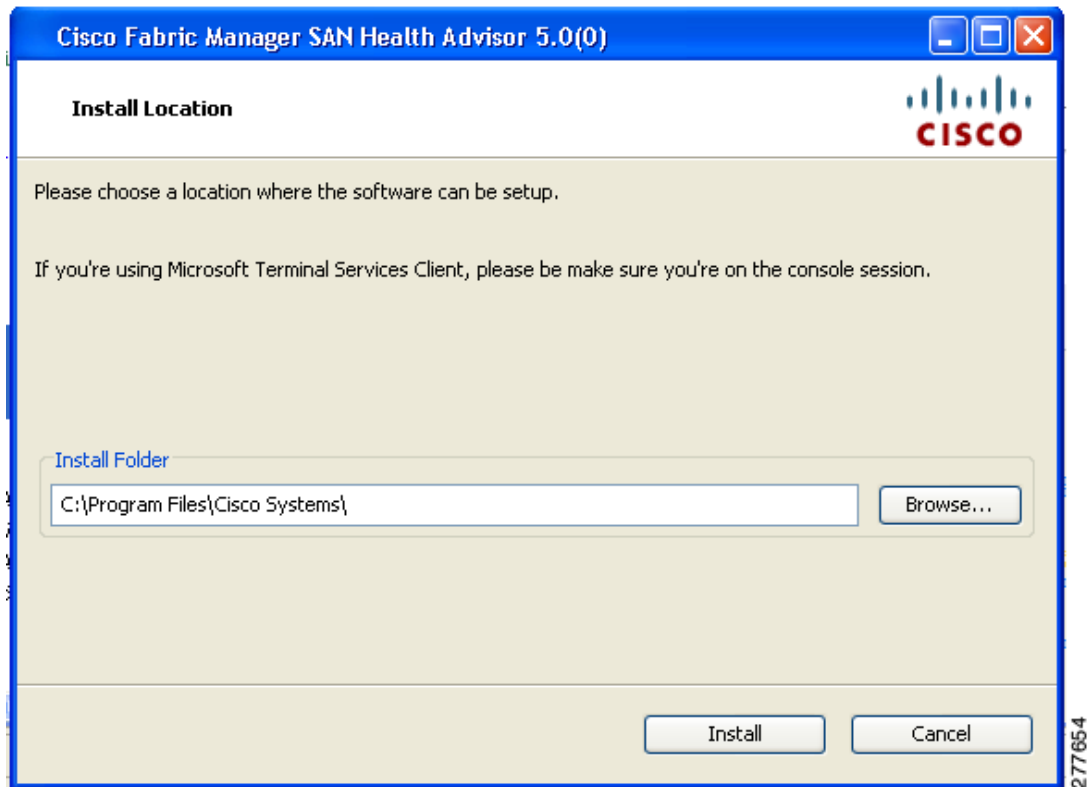 Cisco Fabric Manager SAN Health Advisor 5.0(0)
Install Location
CISCO
Please choose a location where the software can be setup.
If you're using Microsoft Terminal Services Client, please be make sure you're on the console session.
Install Folder
C:\Program Files\Cisco Systems\
Browse...
Install
Cancel
277654